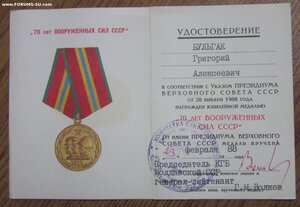 www.FORUMS-SU.com
"70 ЛЕТ ВООРУЖЕННЫХ СИЛ СССР"
УДОСТОВЕРЕНИЕ
БУЛЬГАК
Григорий
Алексеевич
В СООТВЕТСТВИИ С УКАЗОМ ПРЕЗИДИУМА
ВЕРХОВНОГО СОВЕТА СССР
ОТ 28 ЯНВАРЯ 1988 ГОДА
НАГРАЖДЕН ЮБИЛЕЙНОЙ МЕДАЛЬЮ
"70 ЛЕТ ВООРУЖЕННЫХ
СИЛ СССР"
ОТ ИМЕНИ ПРЕЗИДИУМА ВЕРХОВНОГО
СОВЕТА СССР МЕДАЛЬ ВРУЧЕНА
23 февраля
Председатель КГБ
Молдавской ССР
генерал-лейтенант
Г.М.Волков